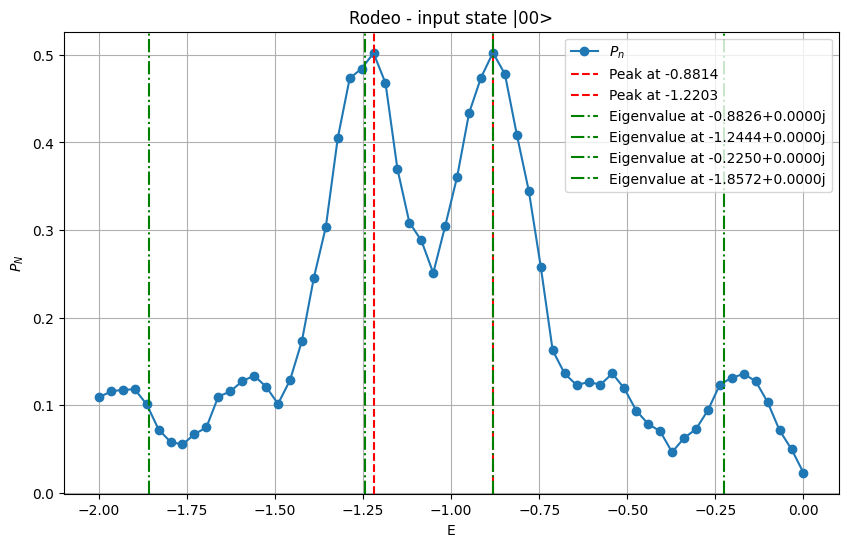 Rodeo - input state |00>
P_n
Peak at -0.8814
Peak at -1.2203
Eigenvalue at -0.8826+0.0000j
Eigenvalue at -1.2444+0.0000j
Eigenvalue at -0.2250+0.0000j
Eigenvalue at -1.8572+0.0000j
P_N
0.5
0.4
0.3
0.2
0.1
0.0
−2.00 −1.75 −1.50 −1.25 −1.00 −0.75 −0.50 −0.25 0.00
E